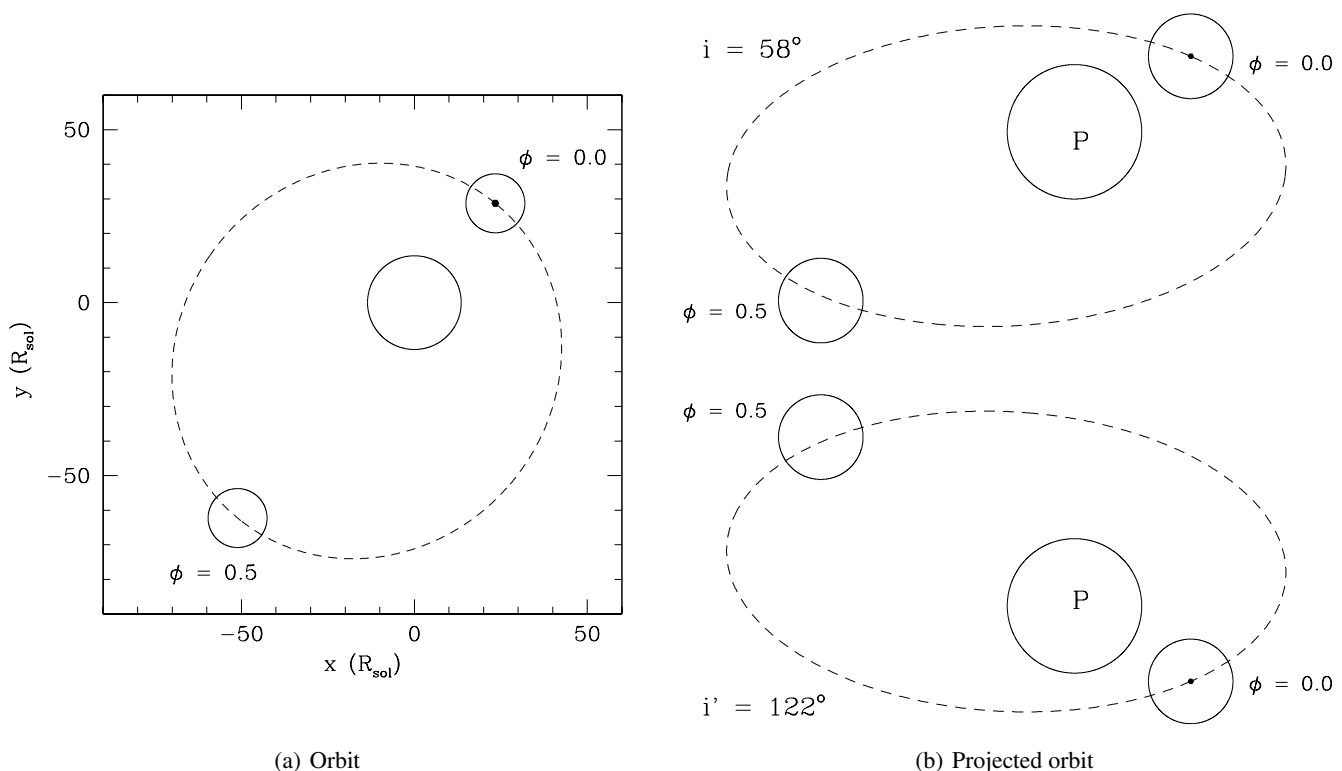 i = 58°
ϕ = 0.0
P
ϕ = 0.5
50
0
−50
y (R_sol)
ϕ = 0.0
ϕ = 0.5
−50 0 50
x (R_sol)
ϕ = 0.5
P
ϕ = 0.0
i' = 122°
(a) Orbit
(b) Projected orbit